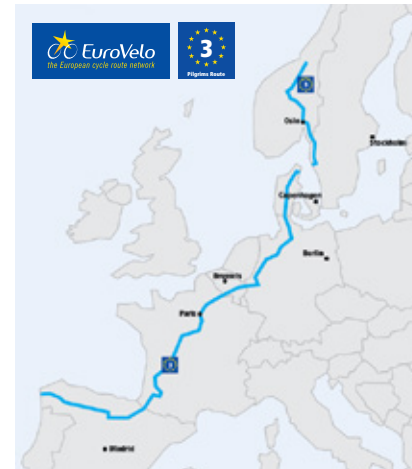 EuroVelo
the European cycle route network
3
Pilgrims Route
Oslo
Stockholm
Copenhagen
Berlin
Brussels
Paris
Madrid